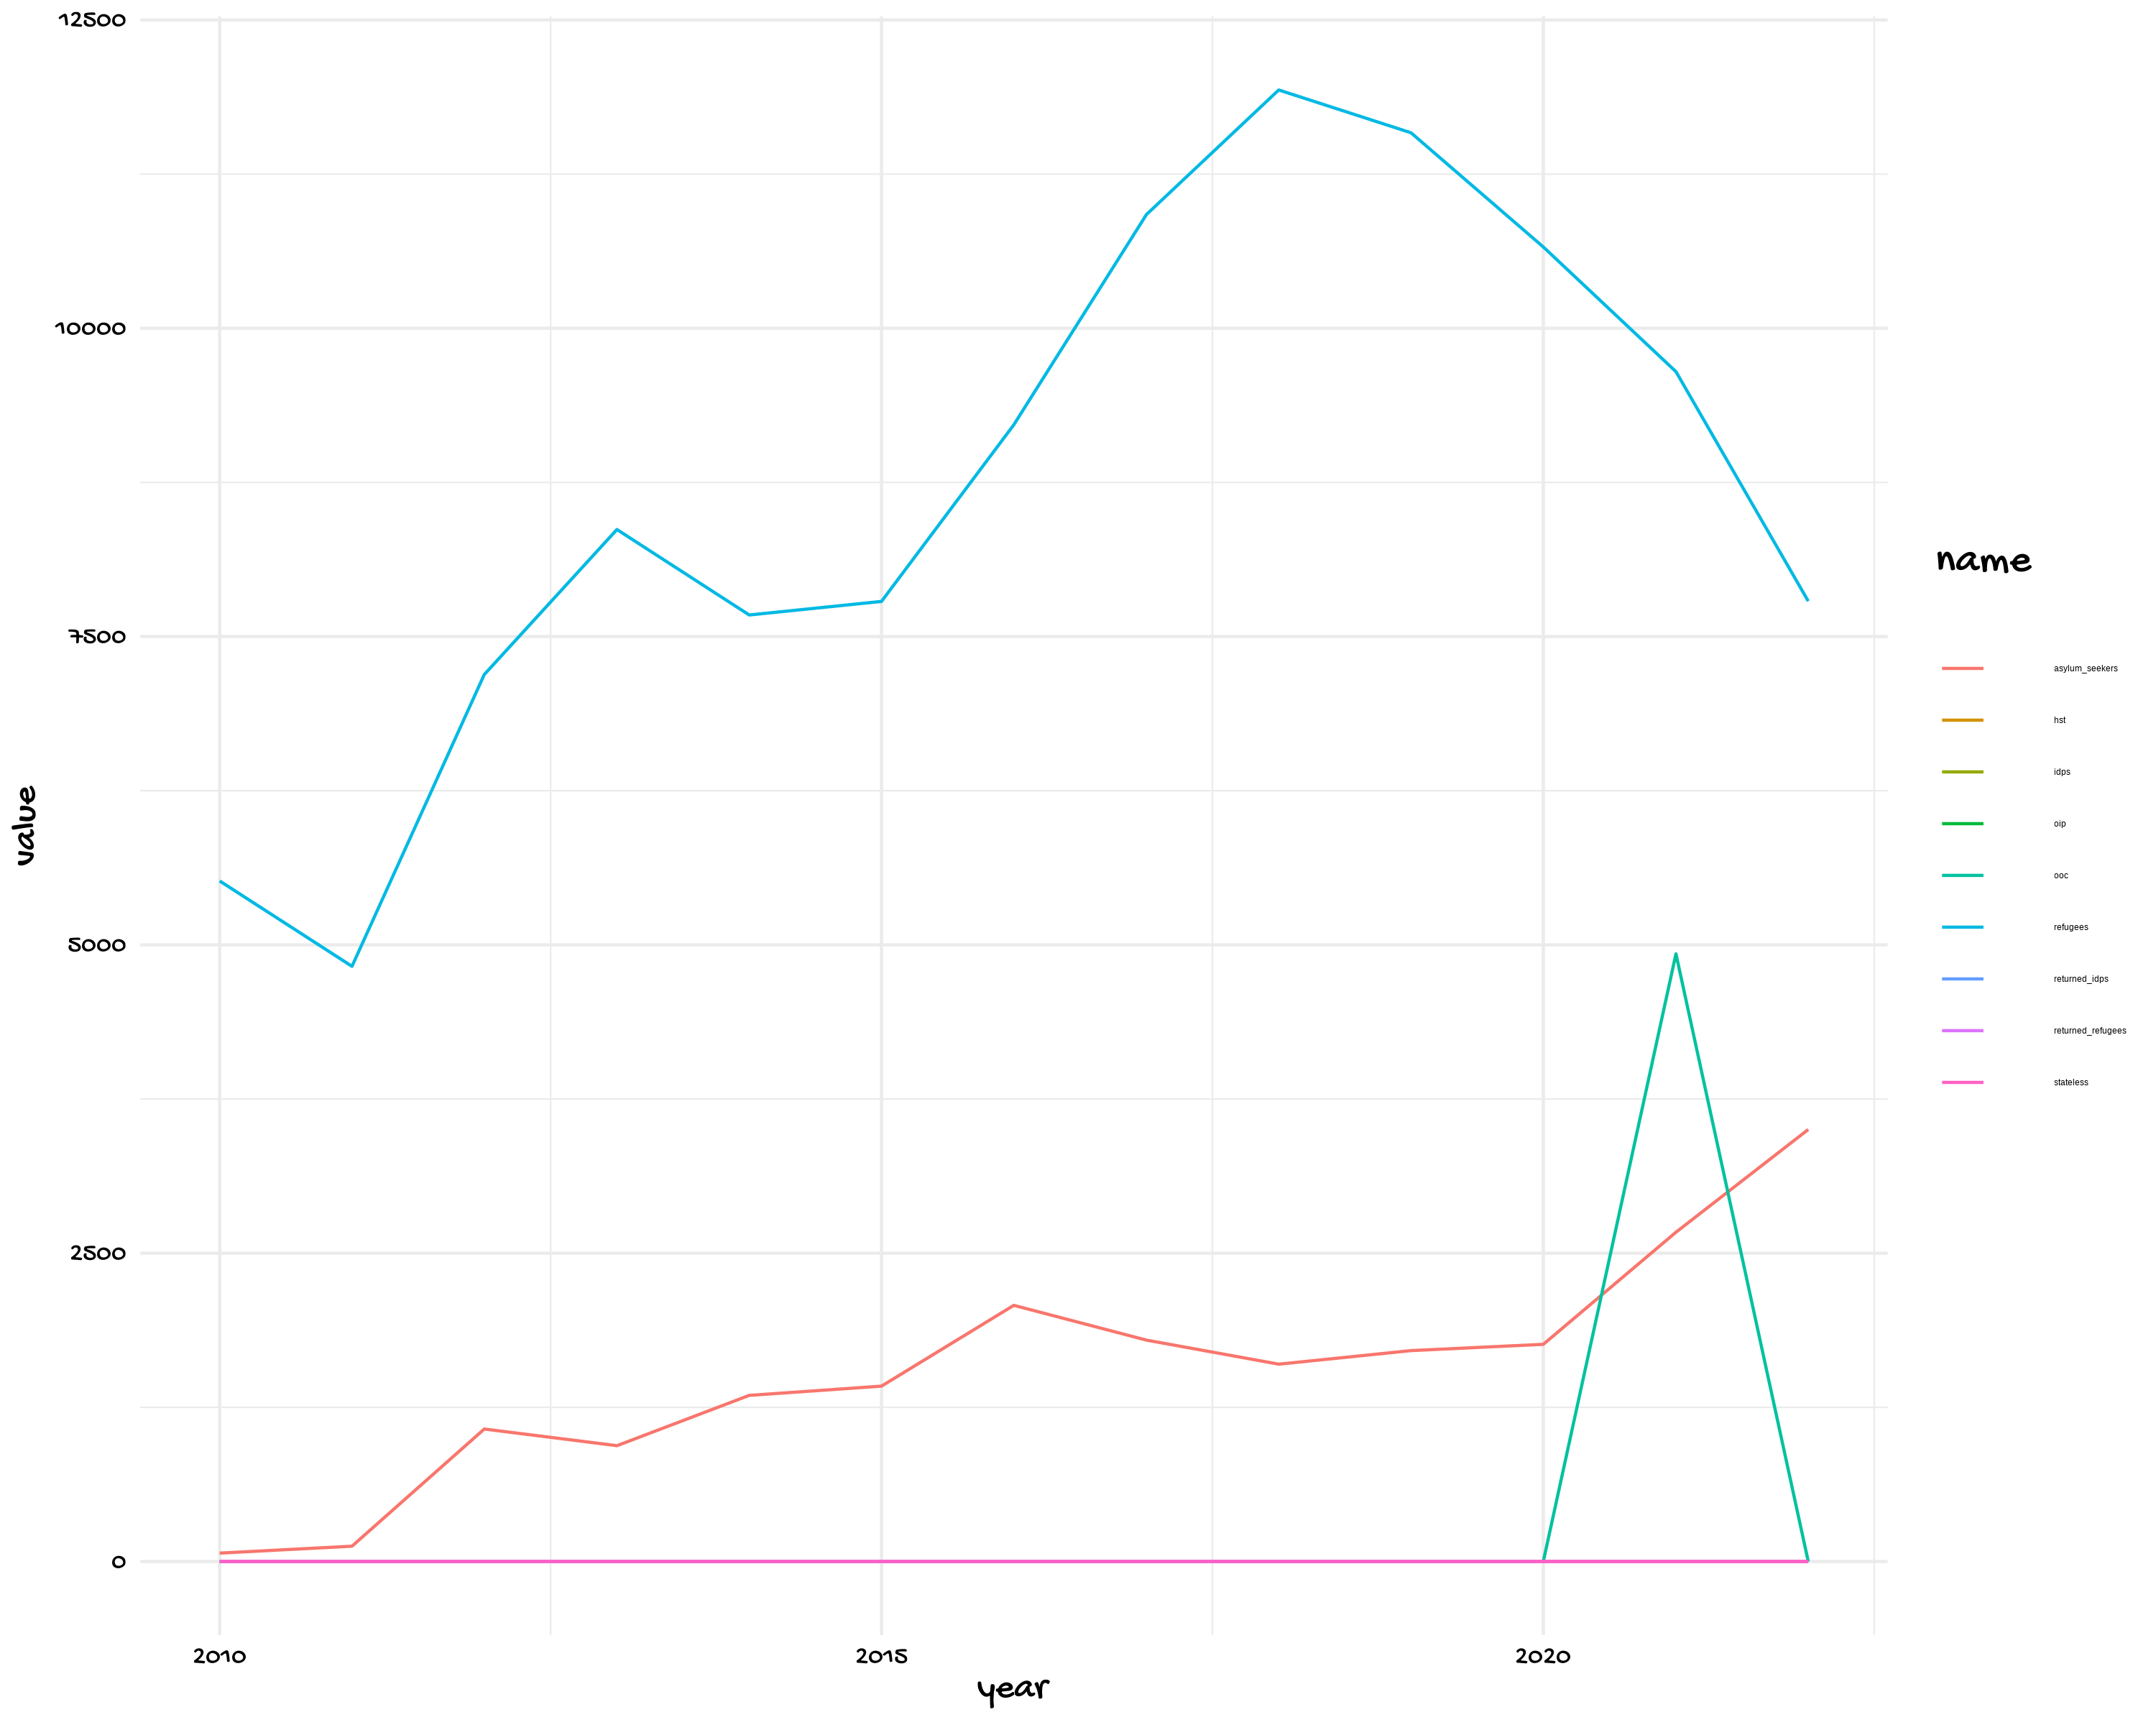 12500
10000
7500
5000
2500
0
value
2010
2015
2020
year
name
asylum_seekers
hst
idps
oip
ooc
refugees
returned_idps
returned_refugees
stateless